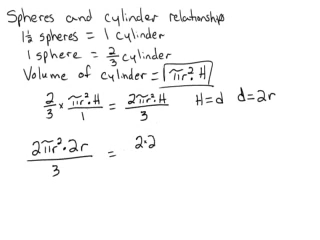 Spheres and cylinder relationship
1½ spheres = 1 cylinder
1 sphere = 2/3 cylinder
Volume of cylinder = πr²·H
2/3 × πr²·H/1 = 2πr²·H/3 H=d d=2r
2πr²·2r/3 = 2·2